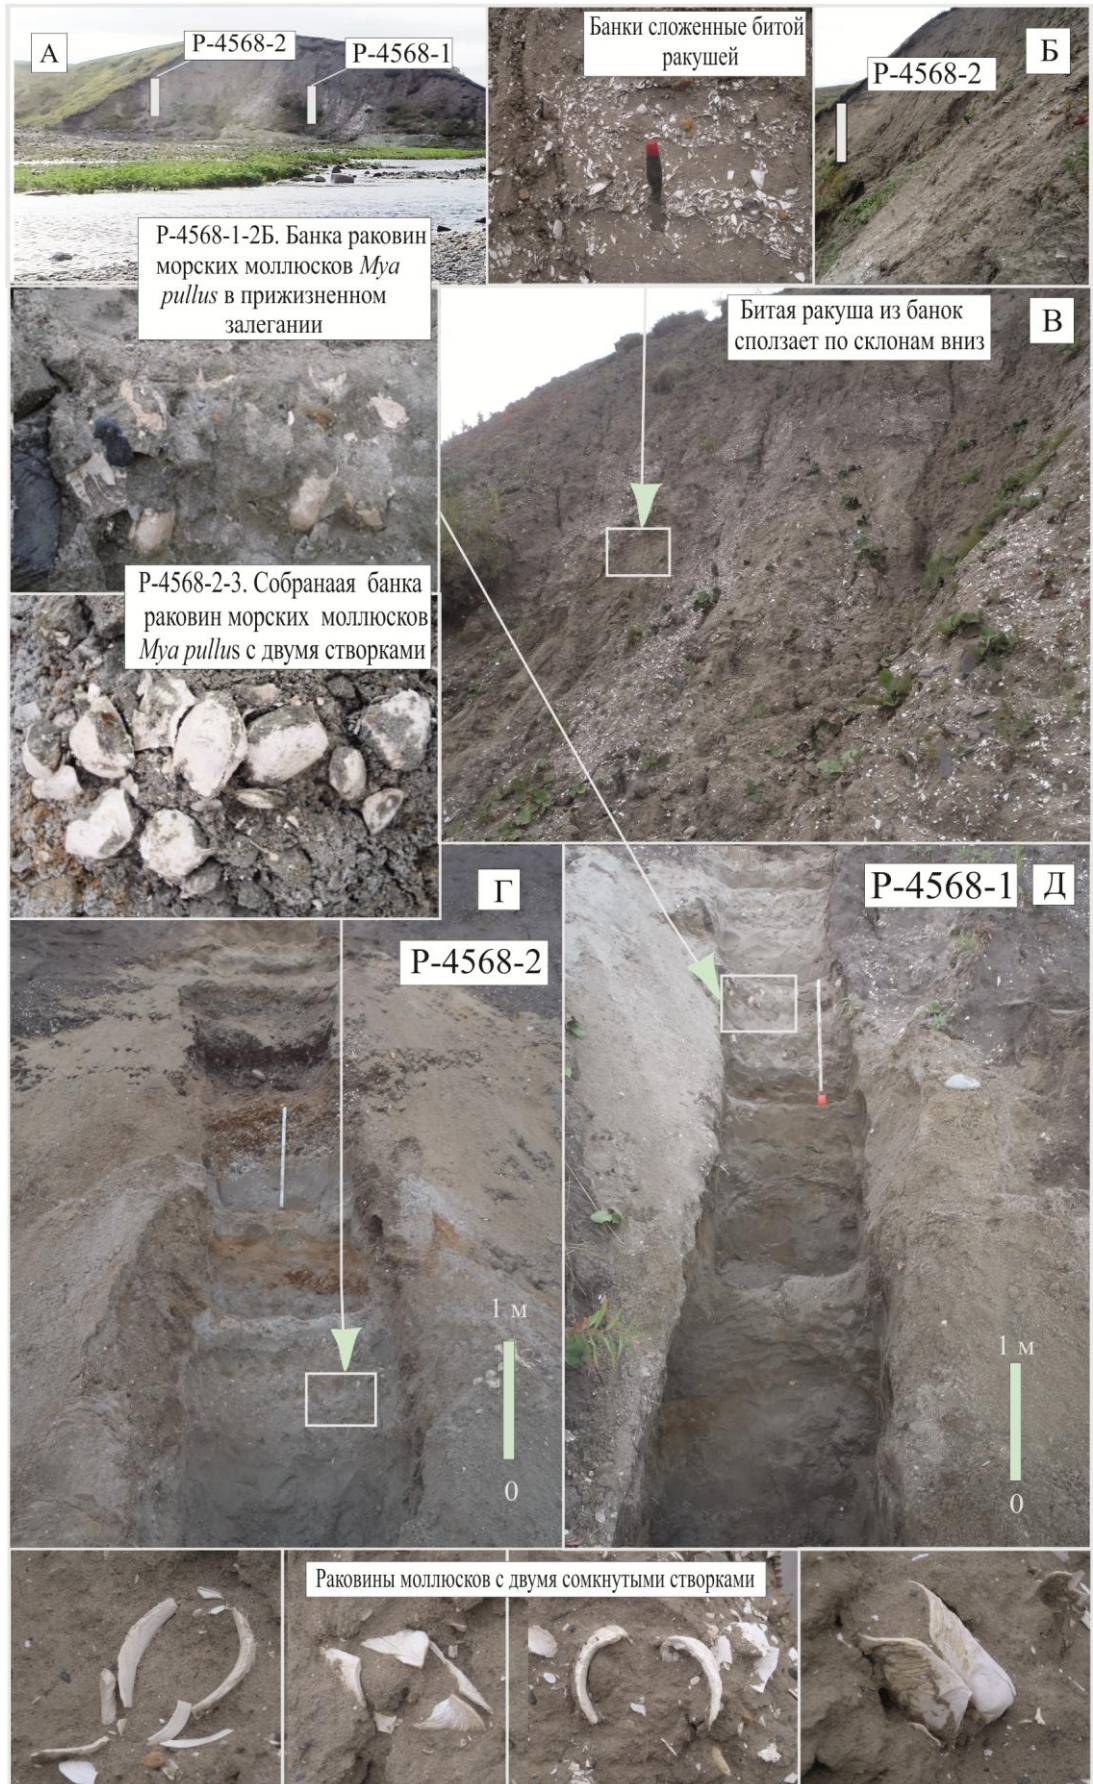 А
Р-4568-2
Р-4568-1
Банки сложенные битой
ракушей
Б
Р-4568-2
Р-4568-1-2Б. Банка раковин
морских моллюсков Mya
pullus в прижизненном
залегании
Битая ракуша из банок
сползает по склонам вниз
В
Р-4568-2-3. Собранаая банка
раковин морских моллюсков
Mya pullus с двумя створками
Г
Р-4568-2
1 м
0
Р-4568-1
Д
1 м
0
Раковины моллюсков с двумя сомкнутыми створками